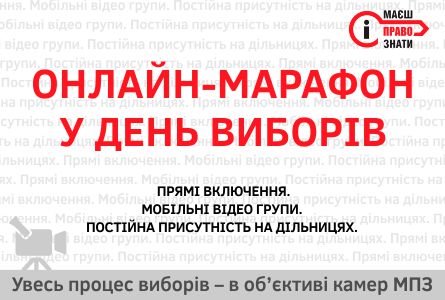 МАЄШ
ПРАВО
ЗНАТИ
ОНЛАЙН-МАРАФОН
У ДЕНЬ ВИБОРІВ
ПРЯМІ ВКЛЮЧЕННЯ.
МОБІЛЬНІ ВІДЕО ГРУПИ.
ПОСТІЙНА ПРИСУТНІСТЬ НА ДІЛЬНИЦЯХ.
Увесь процес виборів – в об’єктиві камер МПЗ